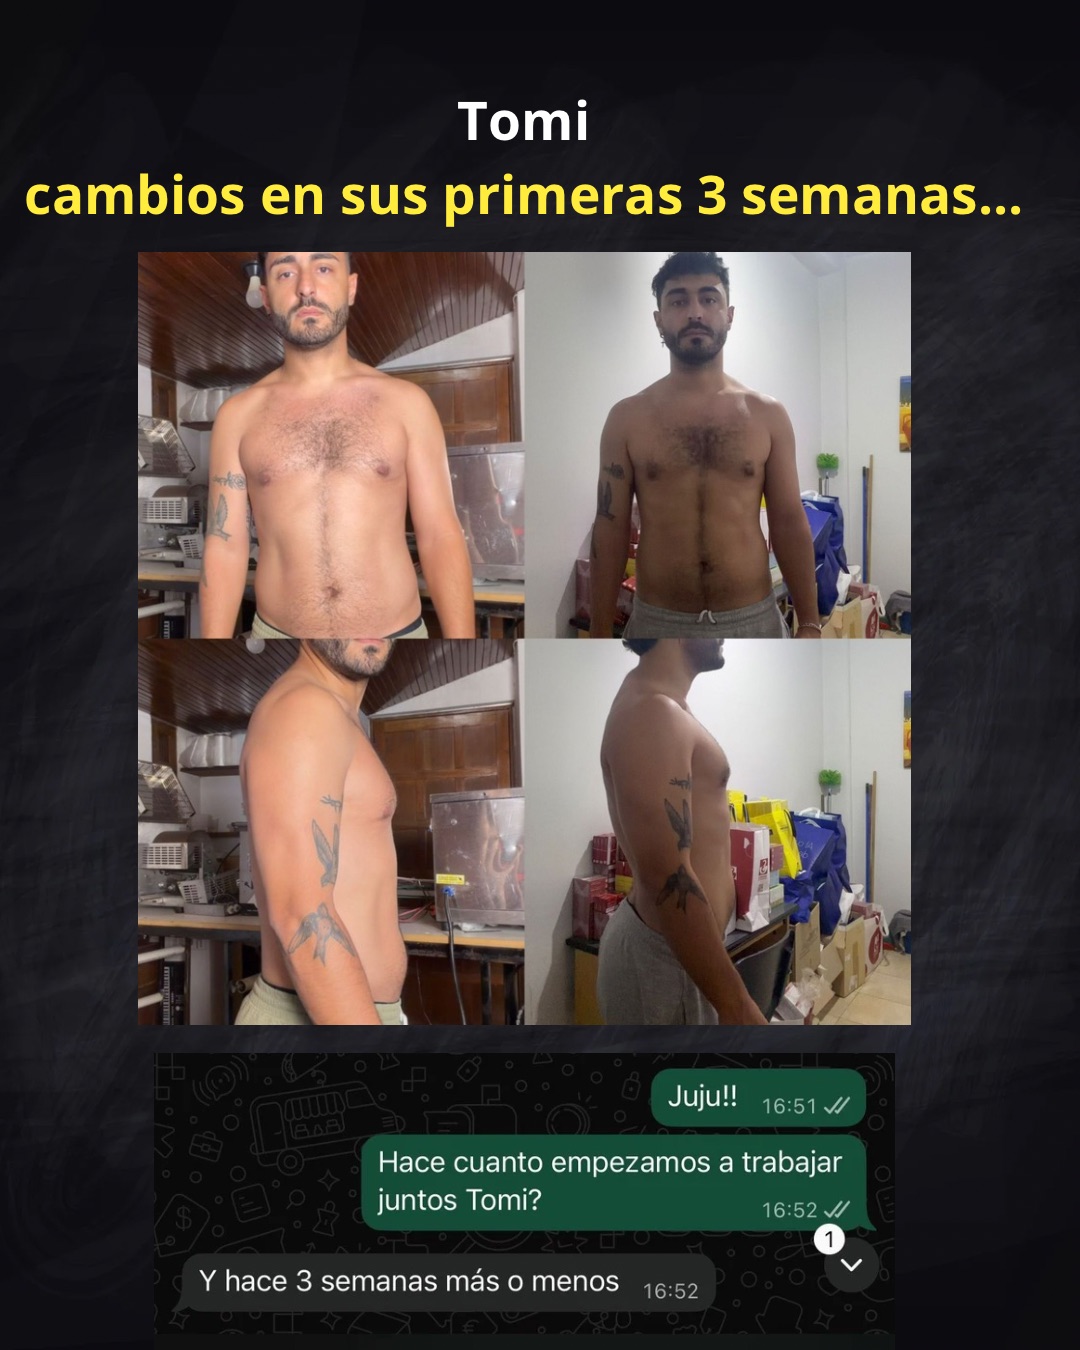 Tomi
cambios en sus primeras 3 semanas...
Juju!! 16:51
Hace cuanto empezamos a trabajar
juntos Tomi? 16:52
1
Y hace 3 semanas más o menos 16:52